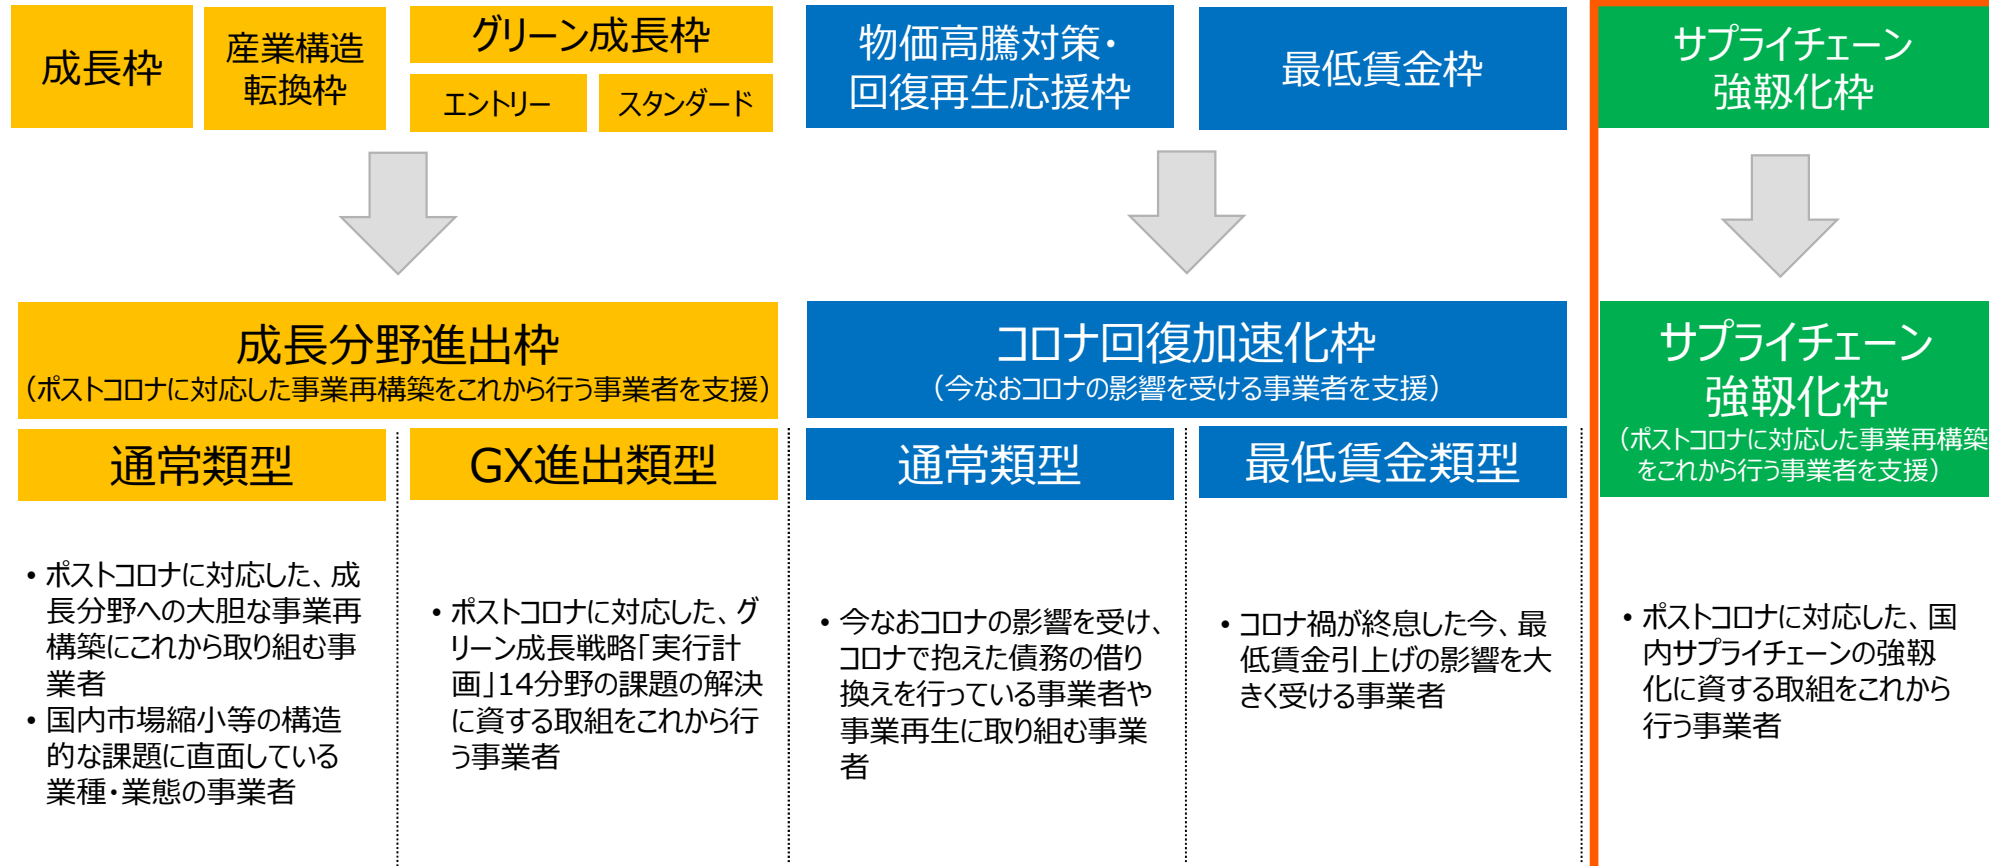 成長枠
産業構造
転換枠
グリーン成長枠
エントリー
スタンダード
物価高騰対策・
回復再生応援枠
最低賃金枠
サプライチェーン
強靱化枠
成長分野進出枠
（ポストコロナに対応した事業再構築をこれから行う事業者を支援）
コロナ回復加速化枠
（今なおコロナの影響を受ける事業者を支援）
サプライチェーン
強靱化枠
（ポストコロナに対応した事業再構築
をこれから行う事業者を支援）
通常類型
GX進出類型
通常類型
最低賃金類型
• ポストコロナに対応した、成
長分野への大胆な事業再
構築にこれから取り組む事
業者
• 国内市場縮小等の構造
的な課題に直面している
業種・業態の事業者
• ポストコロナに対応した、グ
リーン成長戦略「実行計
画」14分野の課題の解決
に資する取組をこれから行
う事業者
• 今なおコロナの影響を受け、
コロナで抱えた債務の借り
換えを行っている事業者や
事業再生に取り組む事業
者
• コロナ禍が終息した今、最
低賃金引上げの影響を大
きく受ける事業者
• ポストコロナに対応した、国
内サプライチェーンの強靱
化に資する取組をこれから
行う事業者